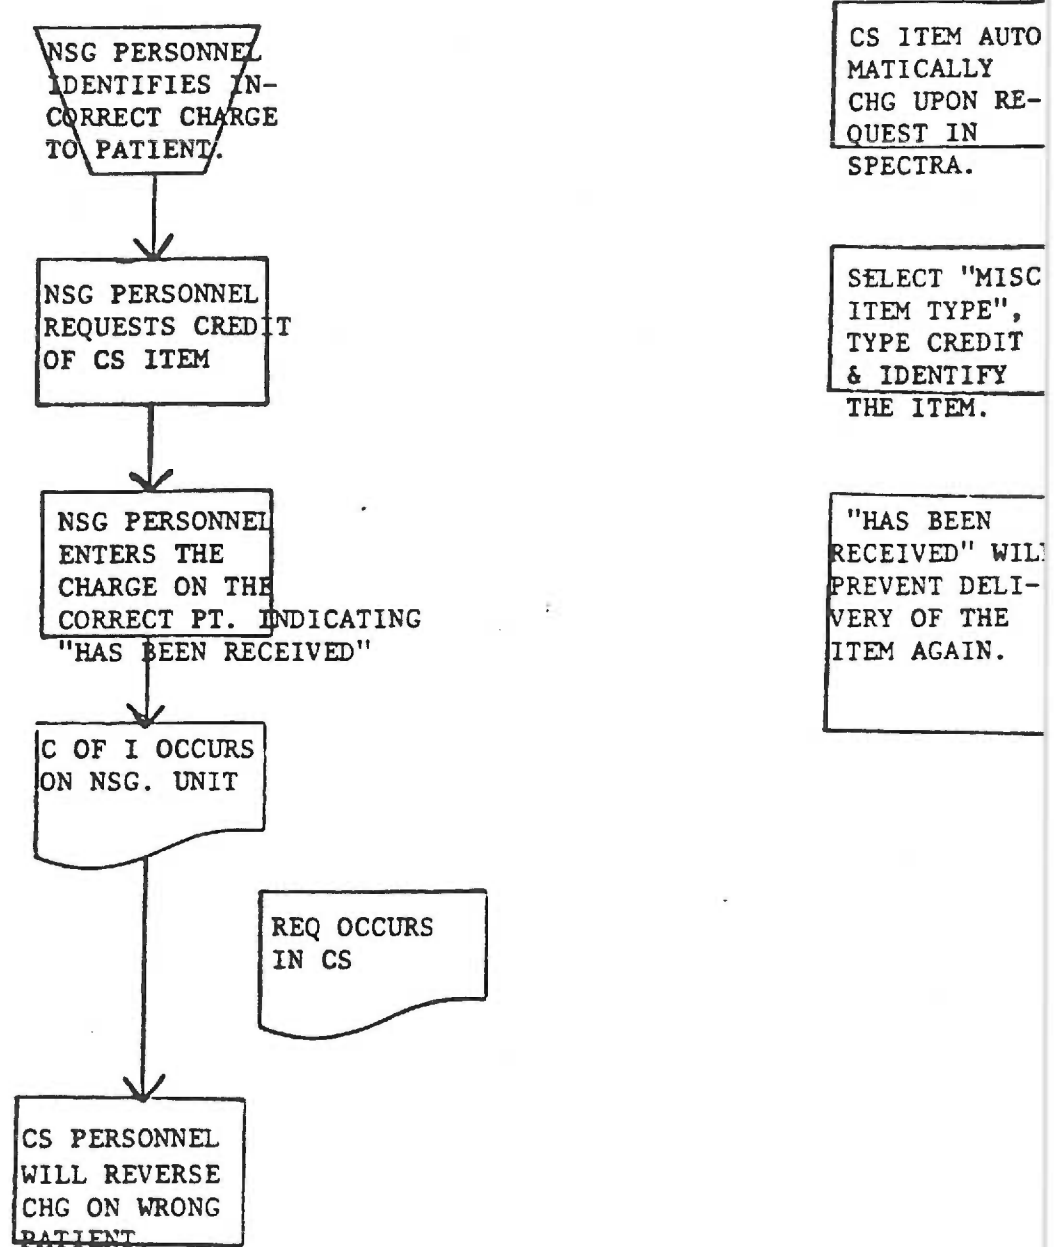 NSG PERSONNEL
IDENTIFIES IN-
CORRECT CHARGE
TO PATIENT.
NSG PERSONNEL
REQUESTS CREDIT
OF CS ITEM
NSG PERSONNEL
ENTERS THE
CHARGE ON THE
CORRECT PT. INDICATING
"HAS BEEN RECEIVED"
C OF I OCCURS
ON NSG. UNIT
REQ OCCURS
IN CS
CS PERSONNEL
WILL REVERSE
CHG ON WRONG
PATIENT
CS ITEM AUTO
MATICALLY
CHG UPON RE-
QUEST IN
SPECTRA.
SELECT "MISC
ITEM TYPE",
TYPE CREDIT
& IDENTIFY
THE ITEM.
"HAS BEEN
RECEIVED" WILL
PREVENT DELI-
VERY OF THE
ITEM AGAIN.